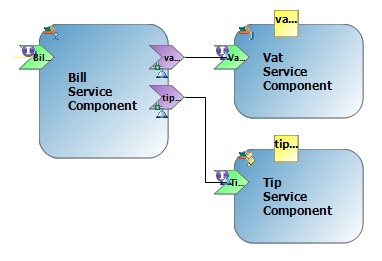 va...
Bil...
va...
Va...
Bill
Service
Component
Vat
Service
Component
tip...
tip...
Ti...
Tip
Service
Component